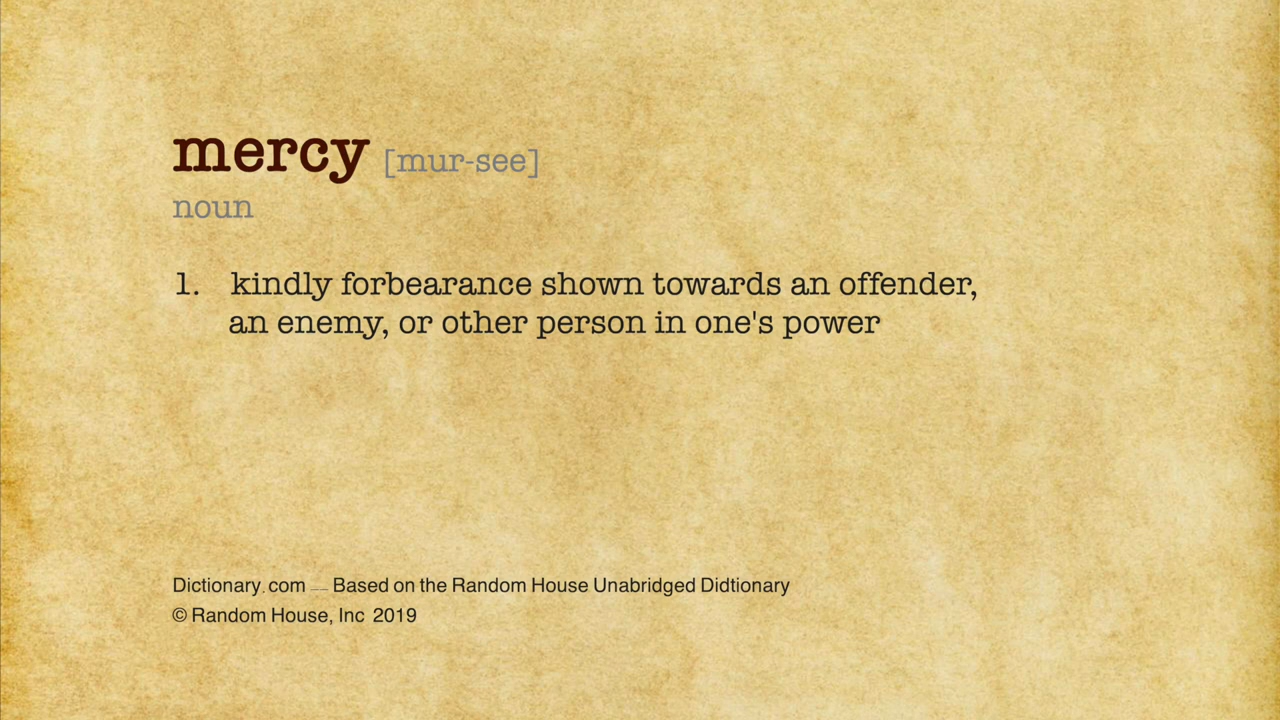 mercy [mur-see]
noun
1. kindly forbearance shown towards an offender,
an enemy, or other person in one's power
Dictionary.com — Based on the Random House Unabridged Didtionary
© Random House, Inc 2019